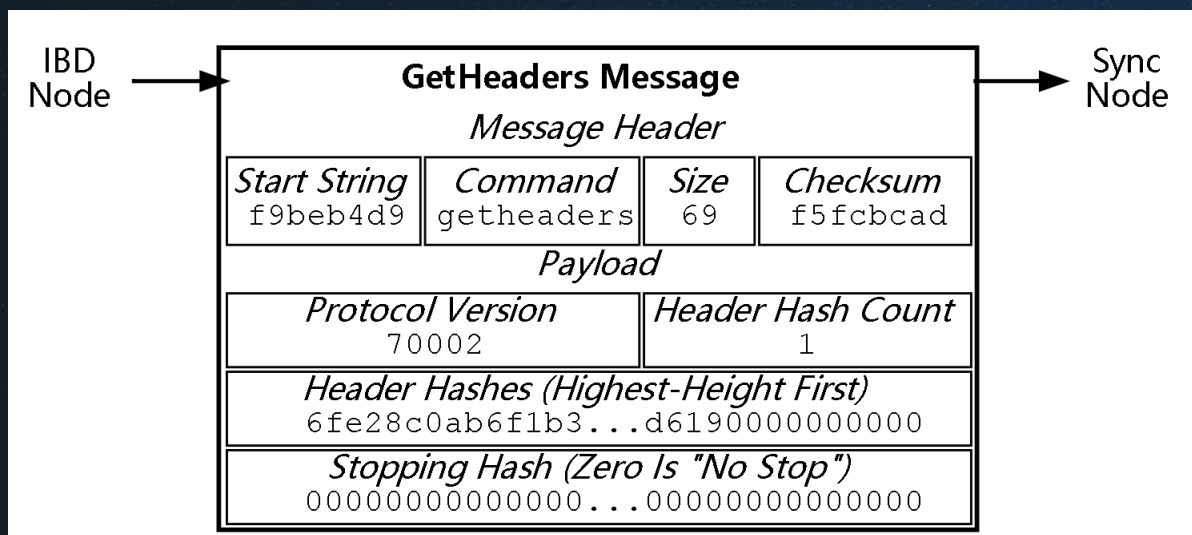 IBD
Node
GetHeaders Message
Sync
Node
Message Header
Start String Command Size Checksum
f9beb4d9 getheaders 69 f5fcbcad
Payload
Protocol Version Header Hash Count
70002 1
Header Hashes (Highest-Height First)
6fe28c0ab6f1b3...d6190000000000
Stopping Hash (Zero Is "No Stop")
00000000000000...00000000000000